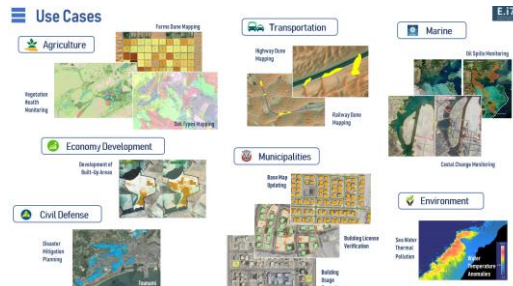 Use Cases
E.i7
Agriculture
Farms Dune Mapping
Vegetation
Health
Monitoring
Soil Types Mapping
Transportation
Highway Dune
Mapping
Railway Dune
Mapping
Marine
Oil Spills Monitoring
Costal Change Monitoring
Economy Development
Development of
Built-Up Areas
Municipalities
Base Map
Updating
Building License
Verification
Building
Usage
Civil Defense
Disaster
Mitigation
Planning
Tsunami
Environment
Sea Water
Thermal
Pollution
Water
Temperature
Anomalies